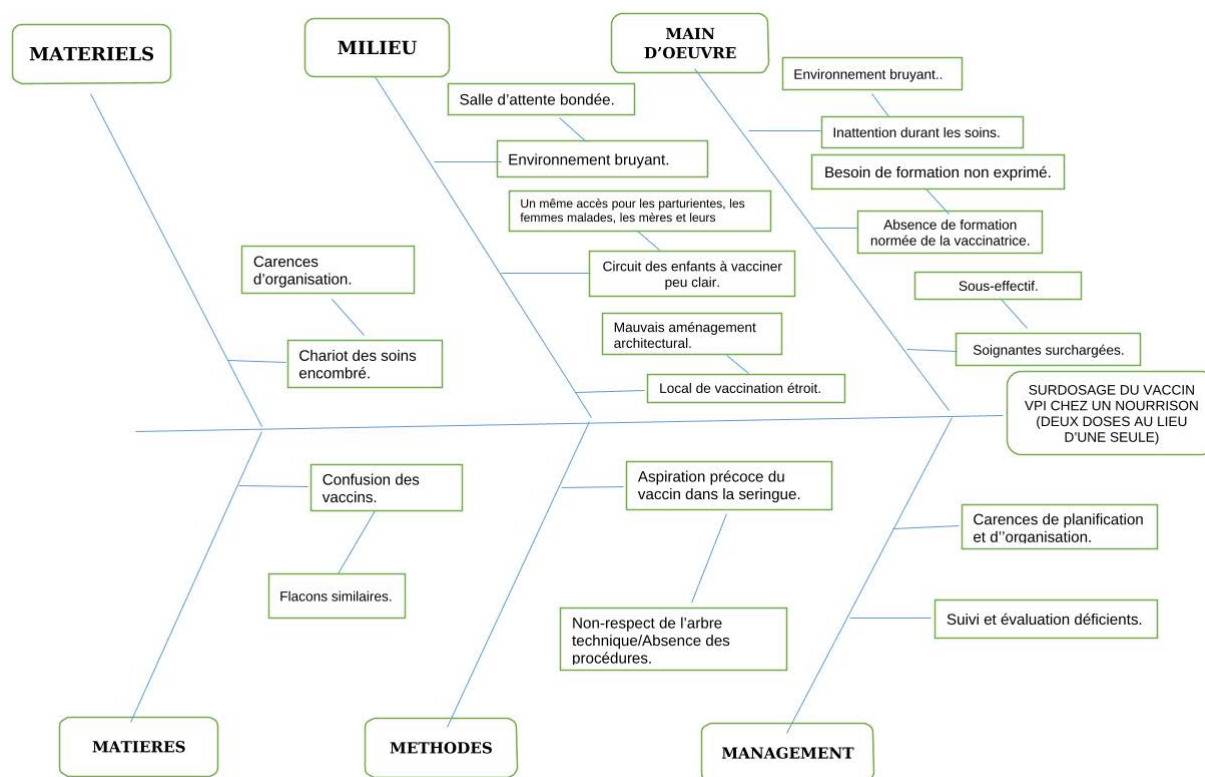 MATERIELS
MILIEU
MAIN
D’OEUVRE
Salle d’attente bondée.
Environnement bruyant.
Un même accès pour les parturientes, les
femmes malades, les mères et leurs
Circuit des enfants à vacciner
peu clair.
Mauvais aménagement
architectural.
Local de vaccination étroit.
Carences
d’organisation.
Chariot des soins
encombré.
Environnement bruyant..
Inattention durant les soins.
Besoin de formation non exprimé.
Absence de formation
normée de la vaccinatrice.
Sous-effectif.
Soignantes surchargées.
SURDOSAGE DU VACCIN
VPI CHEZ UN NOURRISON
(DEUX DOSES AU LIEU
D’UNE SEULE)
Confusion des
vaccins.
Flacons similaires.
Aspiration précoce du
vaccin dans la seringue.
Non-respect de l’arbre
technique/Absence des
procédures.
Carences de planification
et d’'organisation.
Suivi et évaluation déficients.
MATIERES
METHODES
MANAGEMENT